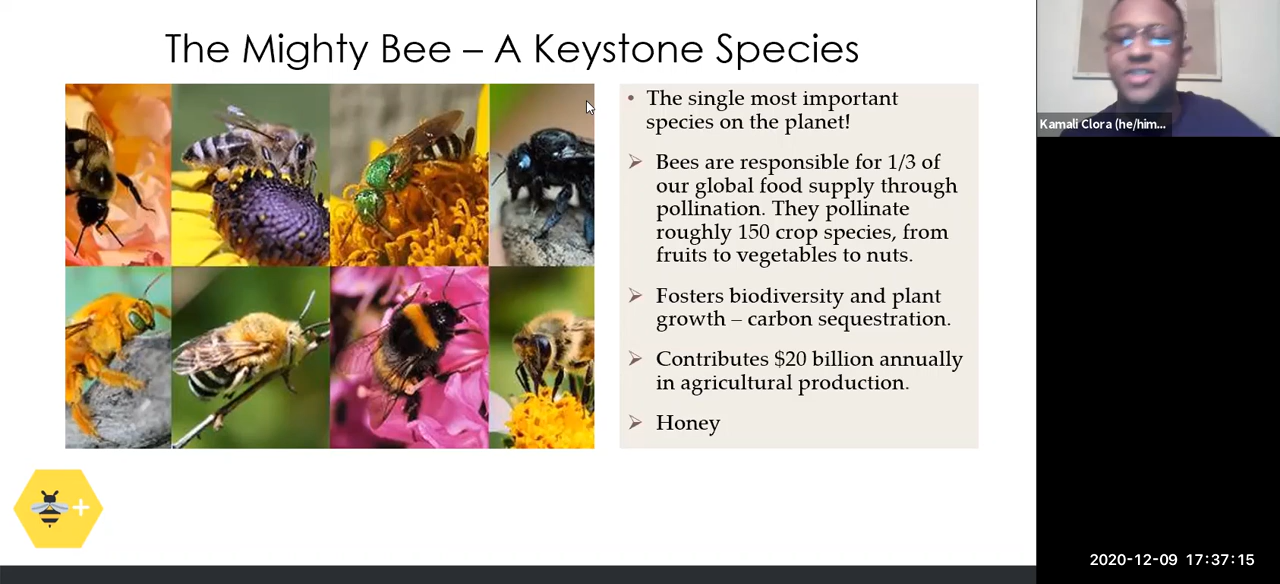 The Mighty Bee – A Keystone Species
• The single most important
species on the planet!
➢ Bees are responsible for 1/3 of
our global food supply through
pollination. They pollinate
roughly 150 crop species, from
fruits to vegetables to nuts.
➢ Fosters biodiversity and plant
growth – carbon sequestration.
➢ Contributes $20 billion annually
in agricultural production.
➢ Honey
+
Kamali Clora (he/him...
2020-12-09 17:37:15